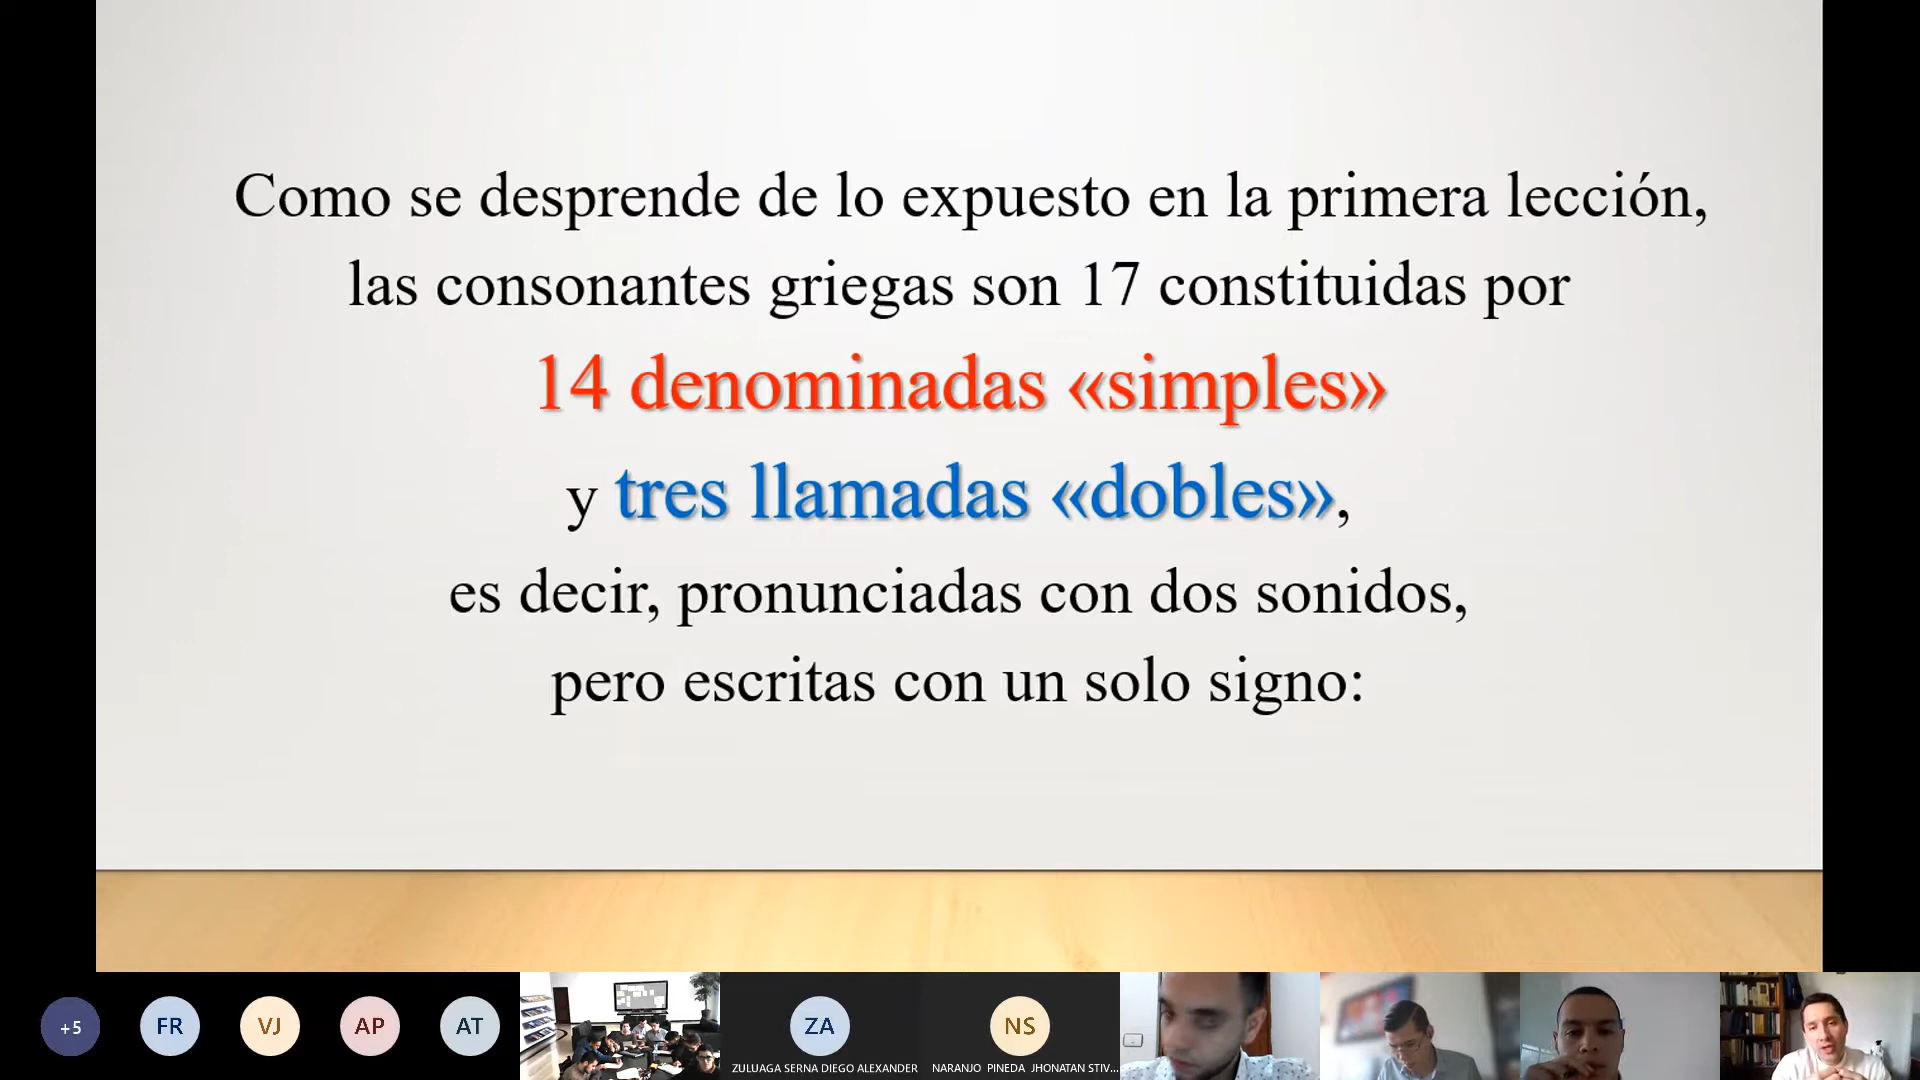 Como se desprende de lo expuesto en la primera lección,
las consonantes griegas son 17 constituidas por
14 denominadas «simples»
y tres llamadas «dobles»,
es decir, pronunciadas con dos sonidos,
pero escritas con un solo signo:
+5
FR
VJ
AP
AT
ZA
NS
ZULUAGA SERNA DIEGO ALEXANDER
NARANJO PINEDA JHONATAN STIV...